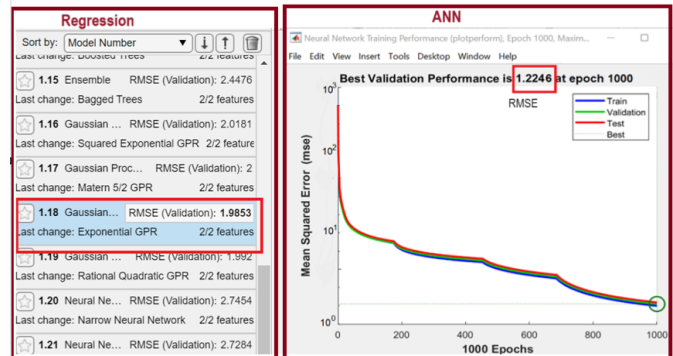 Regression
Sort by: Model Number
Last change: Boosted Trees 2/2 features
1.15 Ensemble RMSE (Validation): 2.4476
Last change: Bagged Trees 2/2 features
1.16 Gaussian ... RMSE (Validation): 2.0181
Last change: Squared Exponential GPR 2/2 feature
1.17 Gaussian Proc... RMSE (Validation): 2
Last change: Matern 5/2 GPR 2/2 features
1.18 Gaussian... RMSE (Validation): 1.9853
Last change: Exponential GPR 2/2 features
1.19 Gaussian ... RMSE (Validation): 1.992
Last change: Rational Quadratic GPR 2/2 features
1.20 Neural Ne... RMSE (Validation): 2.7454
Last change: Narrow Neural Network 2/2 features
1.21 Neural Ne... RMSE (Validation): 2.7284
ANN
Neural Network Training Performance (plotperform), Epoch 1000, Maxim...
File Edit View Insert Tools Desktop Window Help
Best Validation Performance is 1.2246 at epoch 1000
RMSE
Train
Validation
Test
Best
Mean Squared Error (mse)
10³
10²
10¹
10⁰
0 200 400 600 800 1000
1000 Epochs